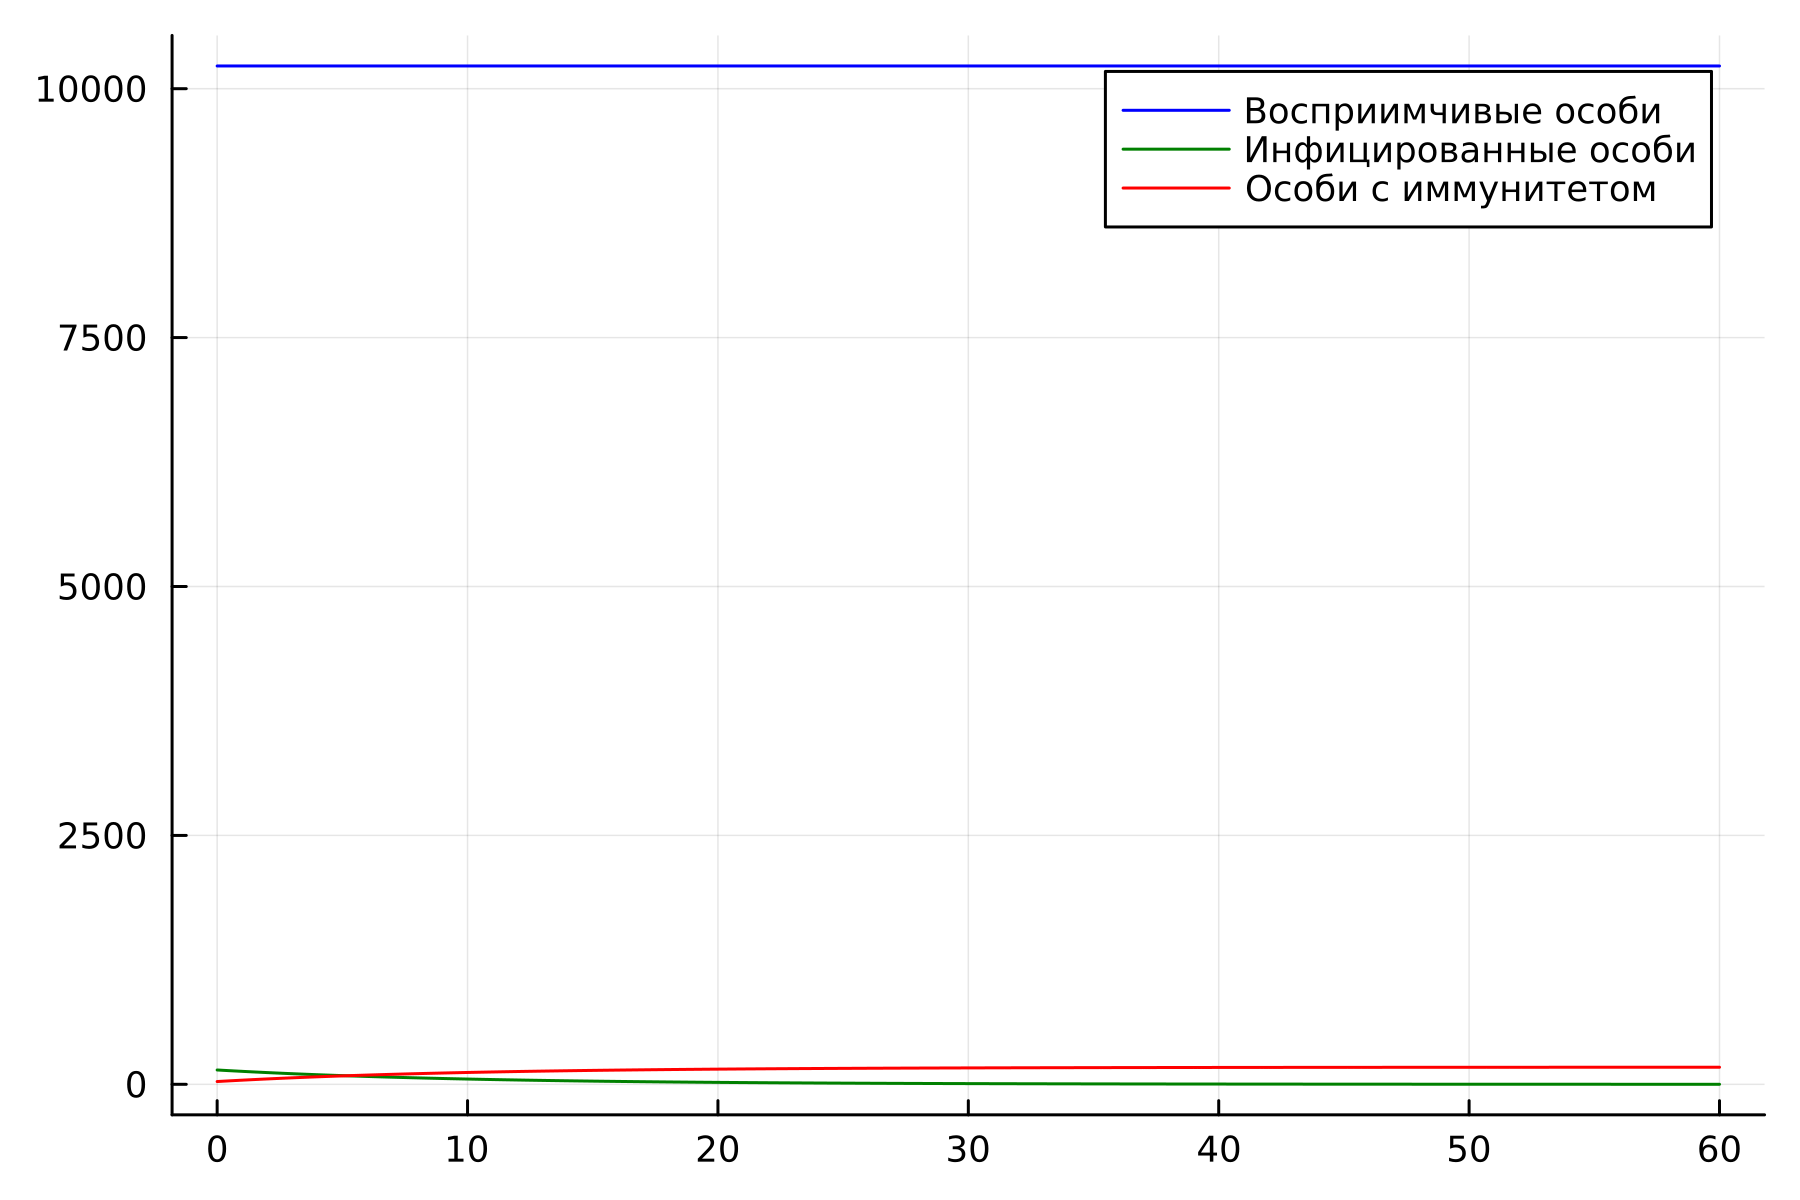 10000
7500
5000
2500
0
Восприимчивые особи
Инфицированные особи
Особи с иммунитетом
0 10 20 30 40 50 60